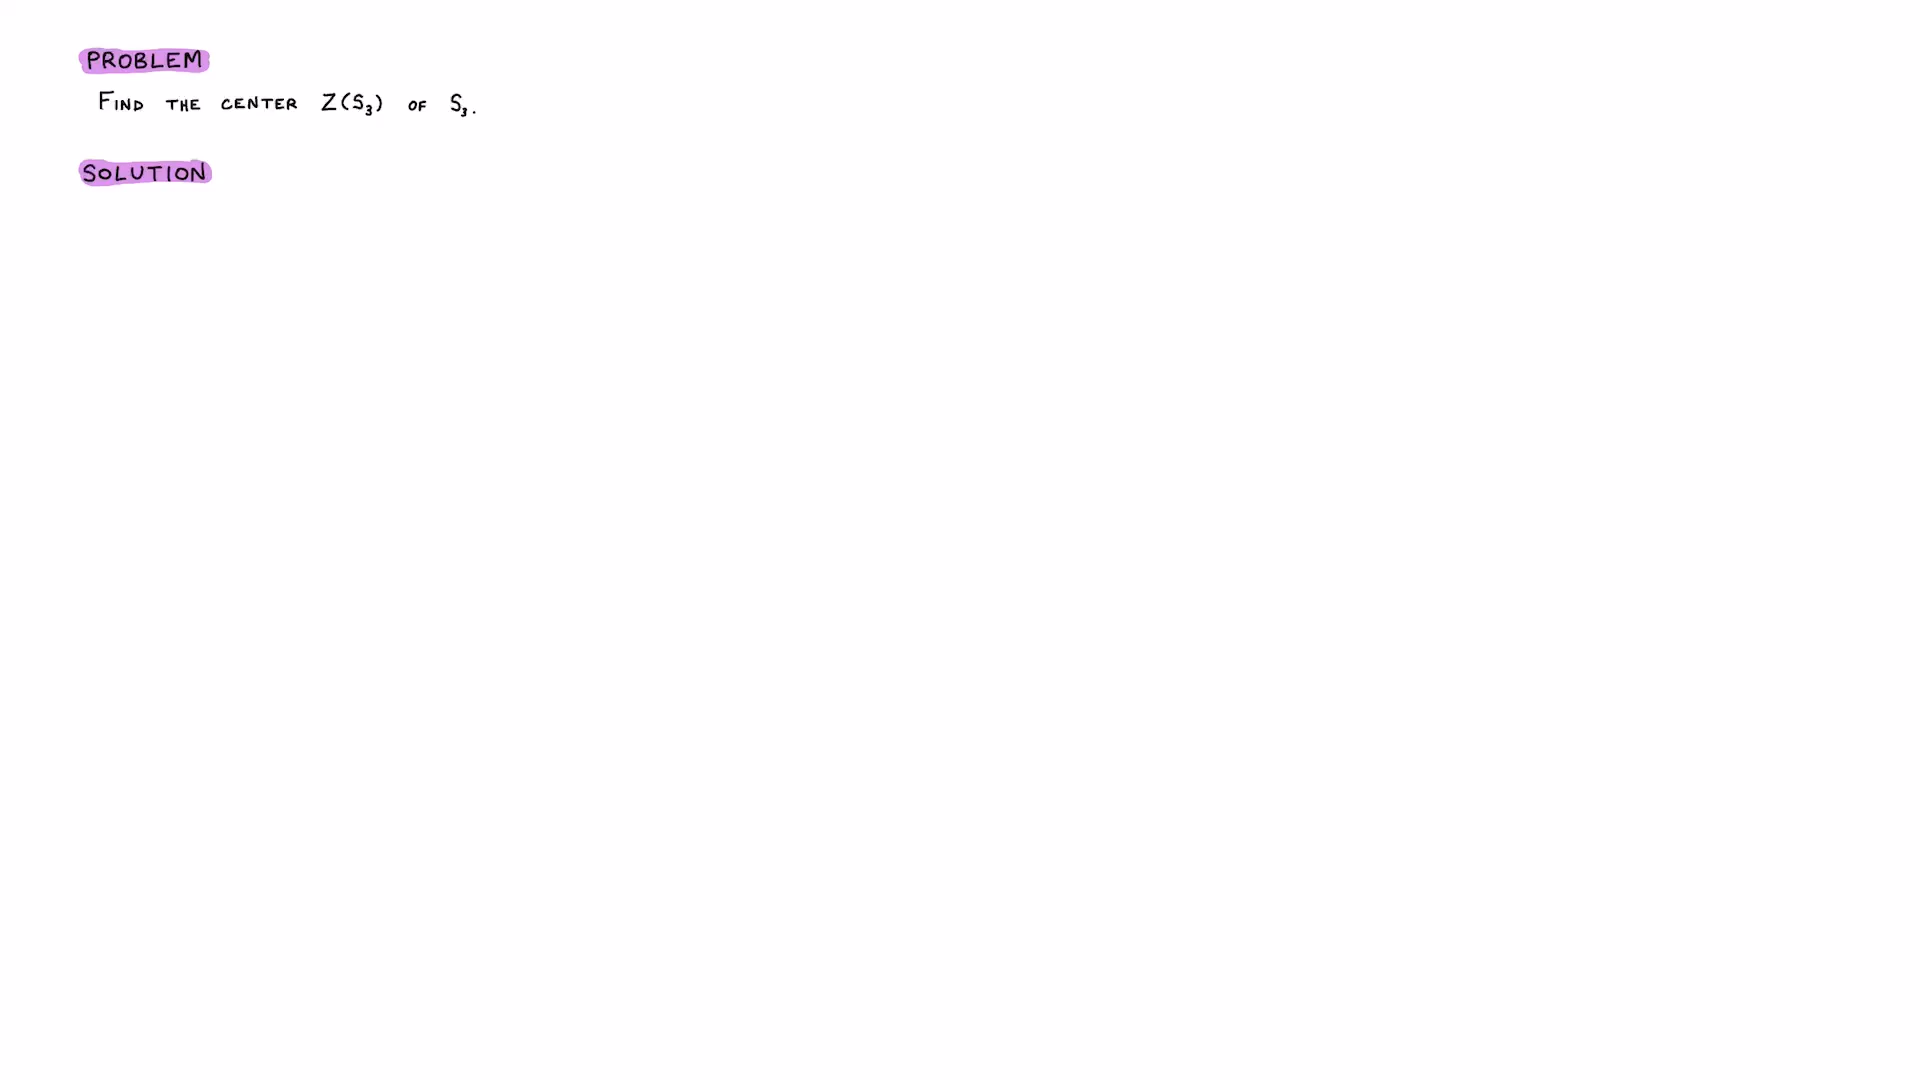 PROBLEM
FIND THE CENTER Z(S₃) OF S₃.
SOLUTION